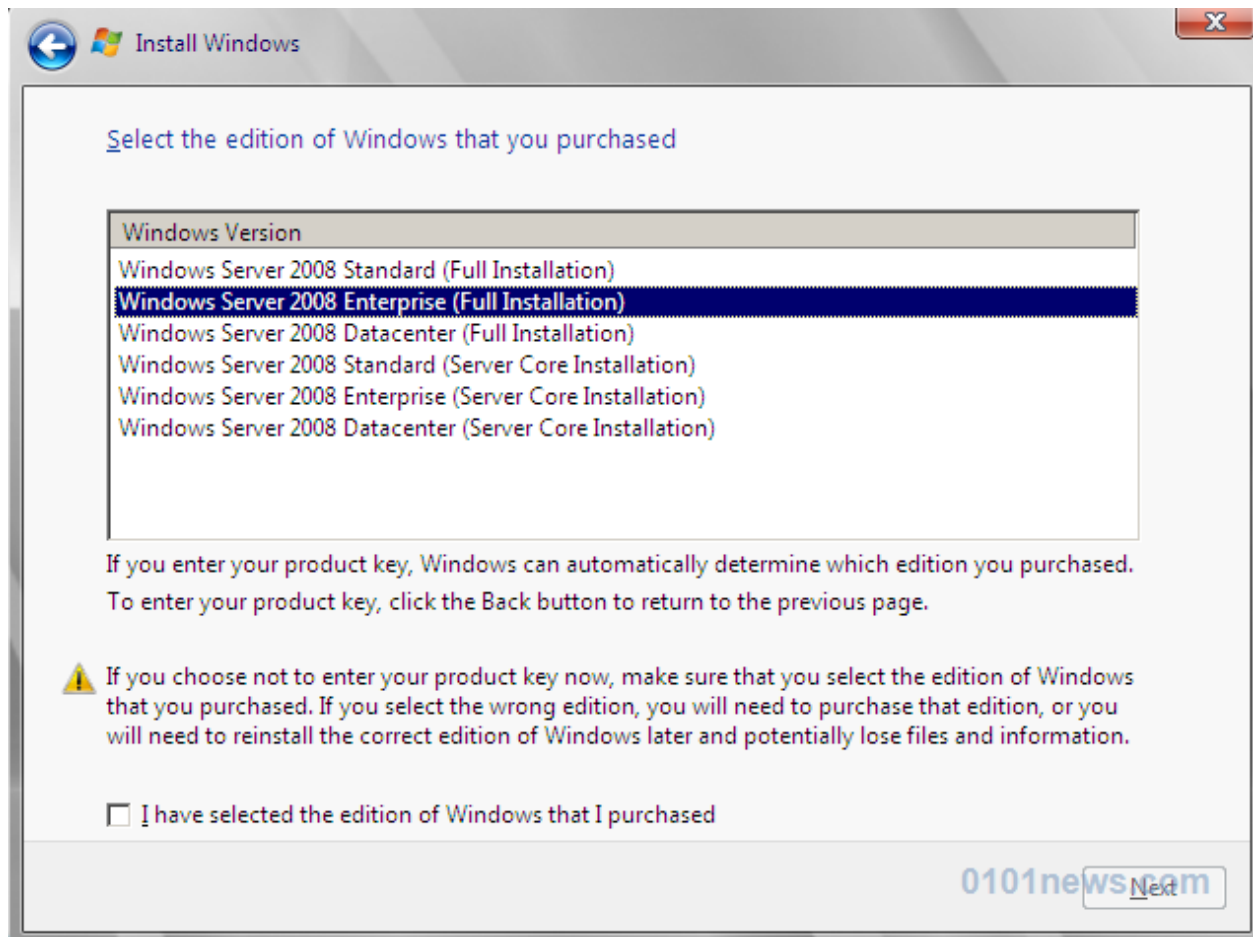 Install Windows
Select the edition of Windows that you purchased
Windows Version
Windows Server 2008 Standard (Full Installation)
Windows Server 2008 Enterprise (Full Installation)
Windows Server 2008 Datacenter (Full Installation)
Windows Server 2008 Standard (Server Core Installation)
Windows Server 2008 Enterprise (Server Core Installation)
Windows Server 2008 Datacenter (Server Core Installation)
If you enter your product key, Windows can automatically determine which edition you purchased.
To enter your product key, click the Back button to return to the previous page.
If you choose not to enter your product key now, make sure that you select the edition of Windows
that you purchased. If you select the wrong edition, you will need to purchase that edition, or you
will need to reinstall the correct edition of Windows later and potentially lose files and information.
I have selected the edition of Windows that I purchased
0101news.com
Next